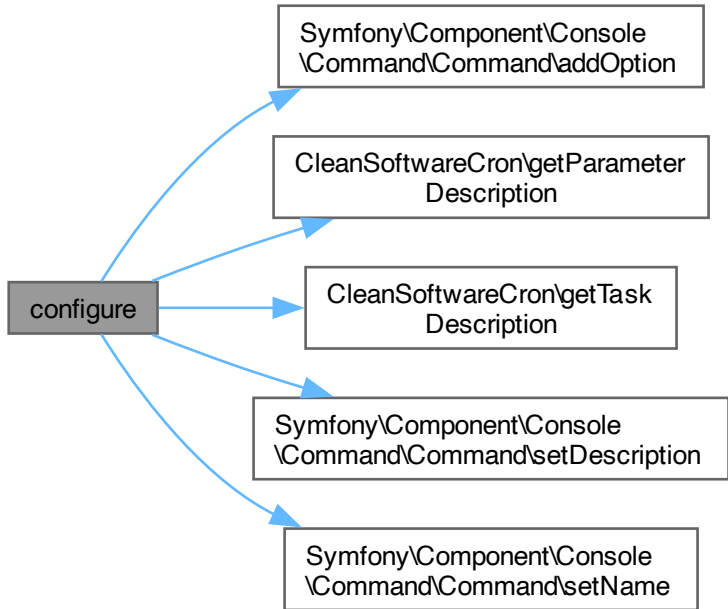 Symfony\Component\Console
\Command\Command\addOption
CleanSoftwareCron\getParameter
Description
configure
CleanSoftwareCron\getTask
Description
Symfony\Component\Console
\Command\Command\setDescription
Symfony\Component\Console
\Command\Command\setName